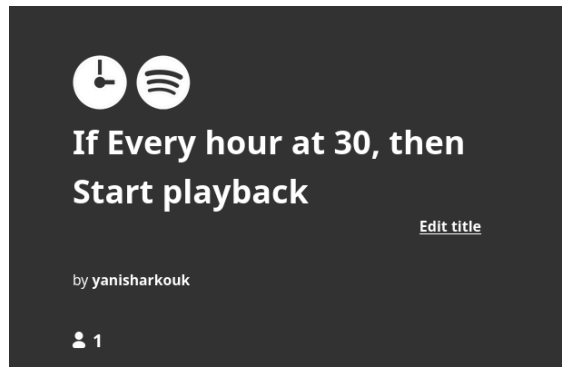 If Every hour at 30, then
Start playback
Edit title
by yanisharkouk
1